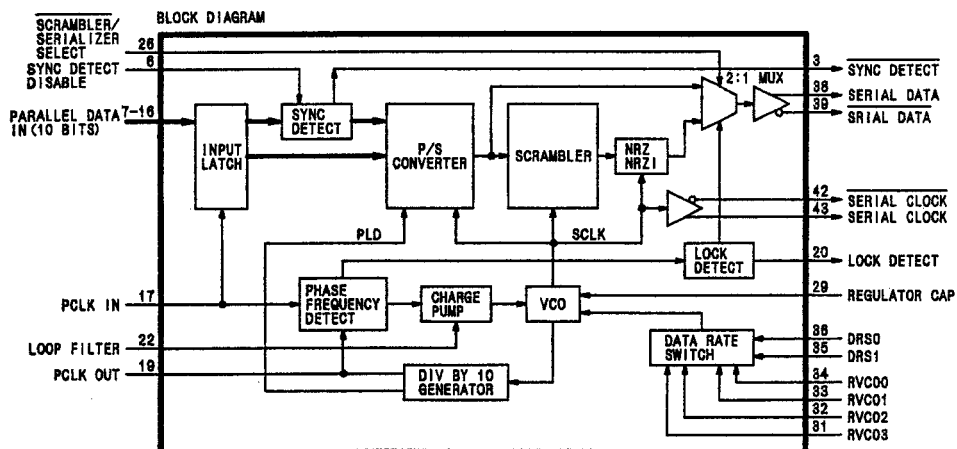 BLOCK DIAGRAM
SCRAMBLER/
SERIALIZER
SELECT
26
SYNC DETECT
DISABLE
6
PARALLEL DATA
IN(10 BITS)
7-16
INPUT
LATCH
SYNC
DETECT
P/S
CONVERTER
SCRAMBLER
NRZ
NRZI
2:1 MUX
3
SYNC DETECT
38
SERIAL DATA
39
SRIAL DATA
42
SERIAL CLOCK
43
SERIAL CLOCK
PLD
SCLK
LOCK
DETECT
20
LOCK DETECT
PCLK IN
17
PHASE
FREQUENCY
DETECT
CHARGE
PUMP
VCO
29
REGULATOR CAP
LOOP FILTER
22
PCLK OUT
19
DIV BY 10
GENERATOR
DATA RATE
SWITCH
36
DRS0
35
DRS1
34
RVCO0
33
RVCO1
32
RVCO2
31
RVCO3